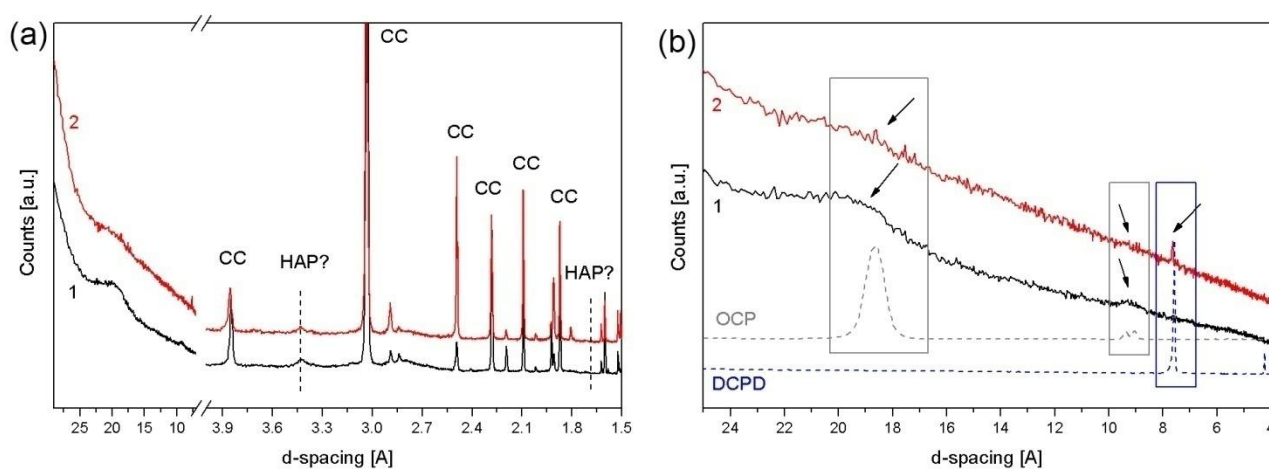 (a)
CC
CC
CC
CC
CC
CC
HAP?
HAP?
2
1
Counts [a.u.]
25 20 15 10 3.9 3.6 3.3 3.0 2.7 2.4 2.1 1.8 1.5
d-spacing [A]
(b)
2
1
OCP
DCPD
Counts [a.u.]
24 22 20 18 16 14 12 10 8 6 4
d-spacing [A]